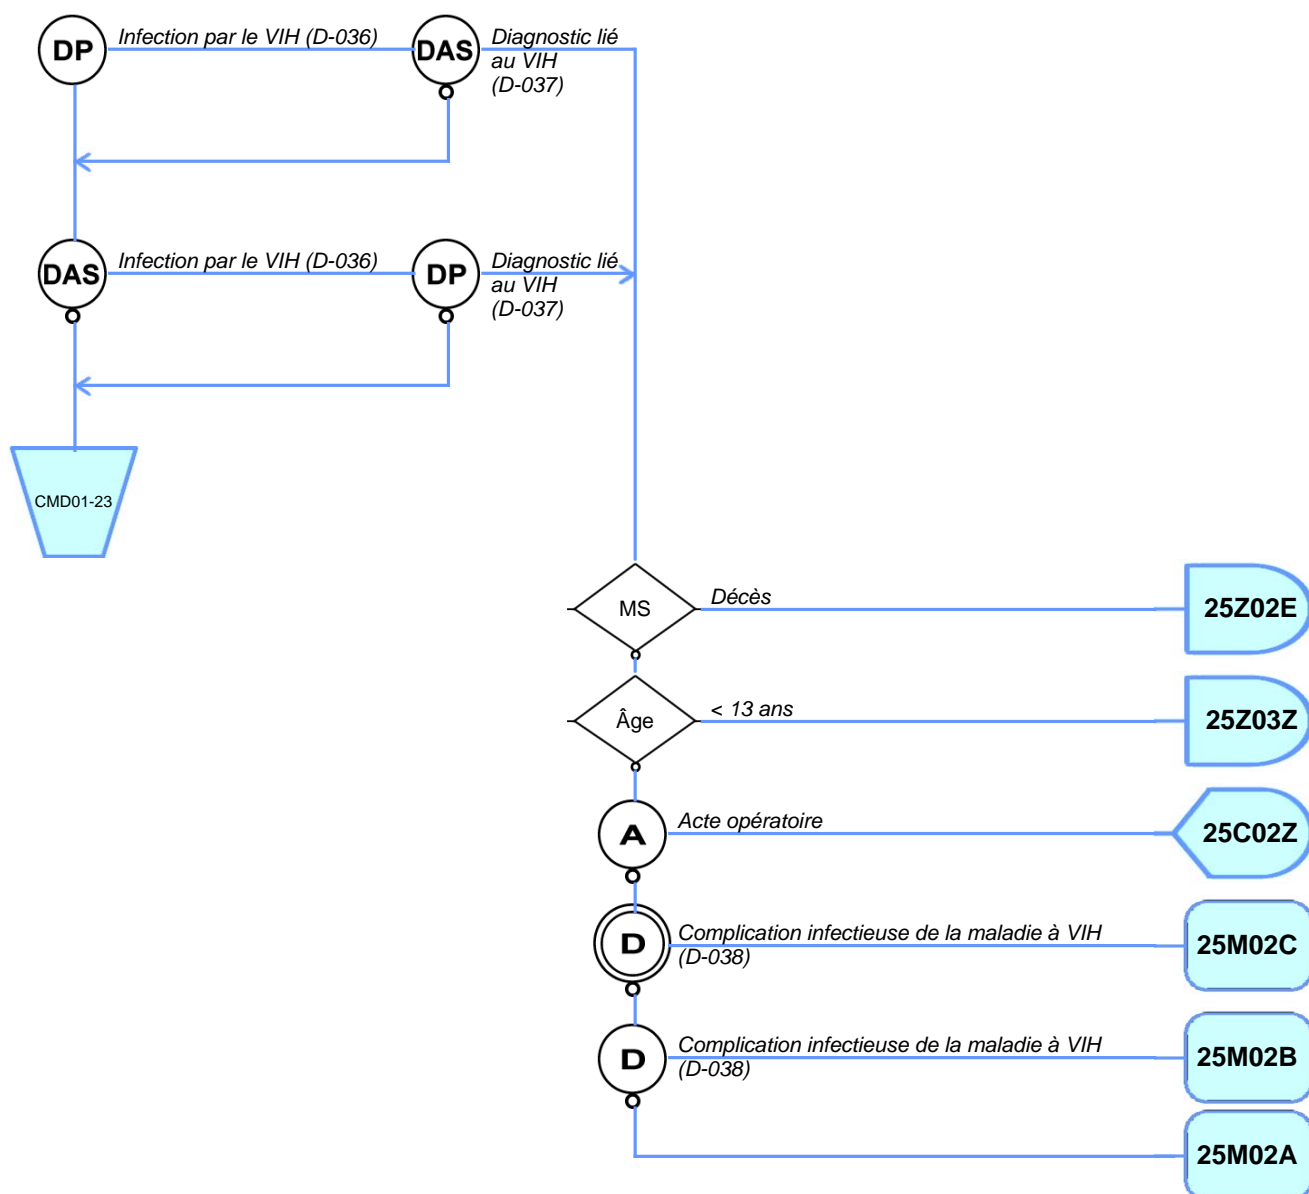 DP
Infection par le VIH (D-036)
DAS
Diagnostic lié
au VIH
(D-037)
DAS
Infection par le VIH (D-036)
DP
Diagnostic lié
au VIH
(D-037)
CMD01-23
MS
Décès
25Z02E
Âge
< 13 ans
25Z03Z
A
Acte opératoire
25C02Z
D
Complication infectieuse de la maladie à VIH
(D-038)
25M02C
D
Complication infectieuse de la maladie à VIH
(D-038)
25M02B
25M02A